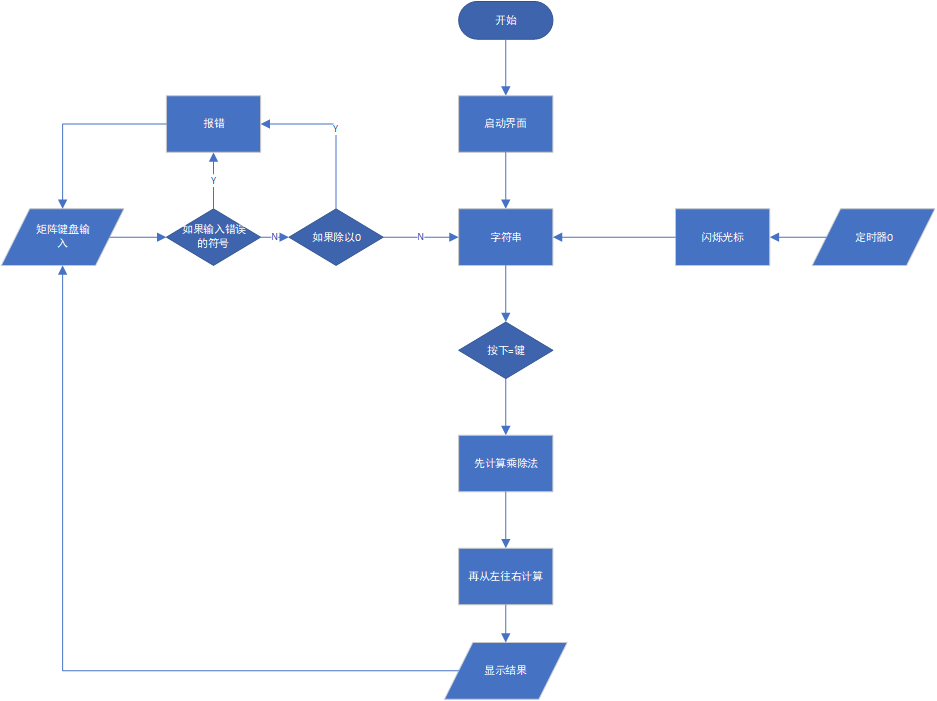 开始
报错
启动界面
Y
Y
矩阵键盘输
入
如果输入错误
的符号
N
如果除以0
N
字符串
闪烁光标
定时器0
按下=键
先计算乘除法
再从左往右计算
显示结果